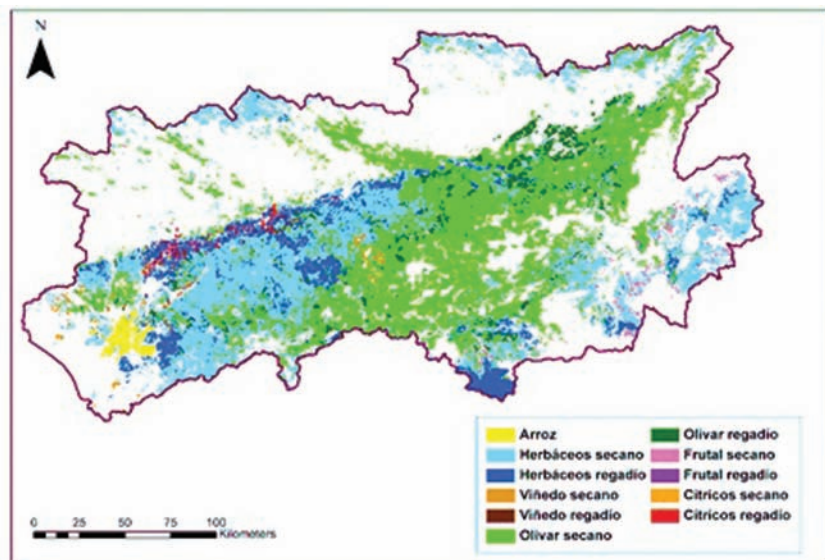 N
Arroz
Herbáceos secano
Herbáceos regadío
Viñedo secano
Viñedo regadío
Olivar secano
Olivar regadío
Frutal secano
Frutal regadío
Cítricos secano
Cítricos regadío
0 25 50 75 100
Kilometers